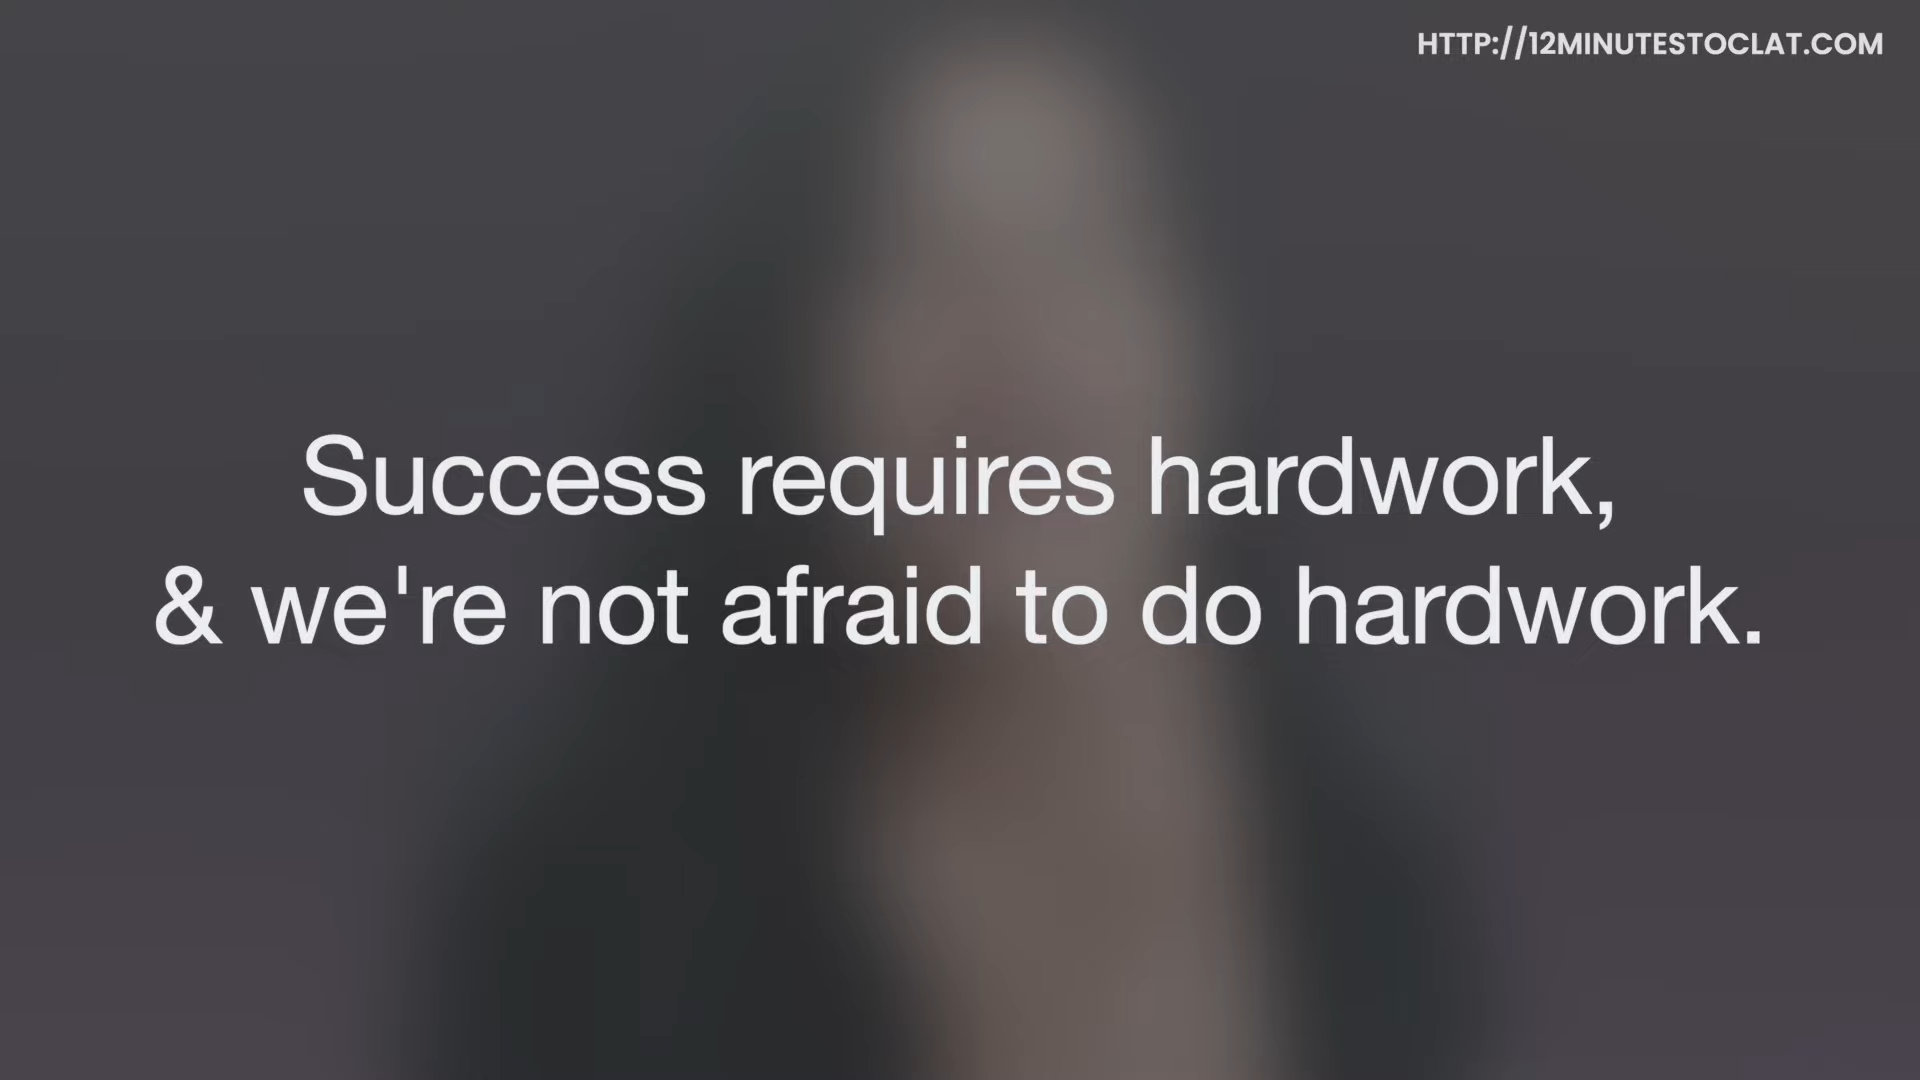 HTTP://12MINUTESTOCLAT.COM
Success requires hardwork,
& we're not afraid to do hardwork.